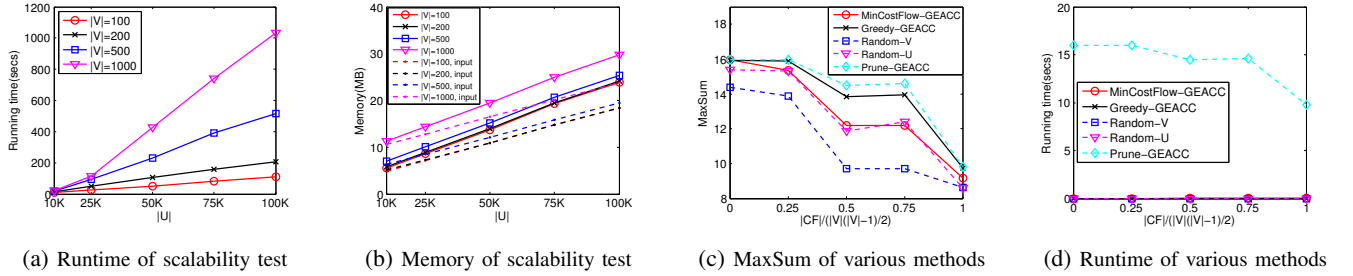 1200
1000
800
600
400
200
10K 25K 50K 75K 100K
|U|
Running time(secs)
|V|=100
|V|=200
|V|=500
|V|=1000
(a) Runtime of scalability test
40
30
20
10
0
10K 25K 50K 75K 100K
|U|
Memory(MB)
|V|=100
|V|=200
|V|=500
|V|=1000
|V|=100, input
|V|=200, input
|V|=500, input
|V|=1000, input
(b) Memory of scalability test
18
16
14
12
10
8
0 0.25 0.5 0.75 1
|CF|/(|V|(|V|−1)/2)
MaxSum
MinCostFlow−GEACC
Greedy−GEACC
Random−V
Random−U
Prune−GEACC
(c) MaxSum of various methods
20
15
10
5
0
0 0.25 0.5 0.75 1
|CF|/(|V|(|V|−1)/2)
Running time(secs)
MinCostFlow−GEACC
Greedy−GEACC
Random−V
Random−U
Prune−GEACC
(d) Runtime of various methods